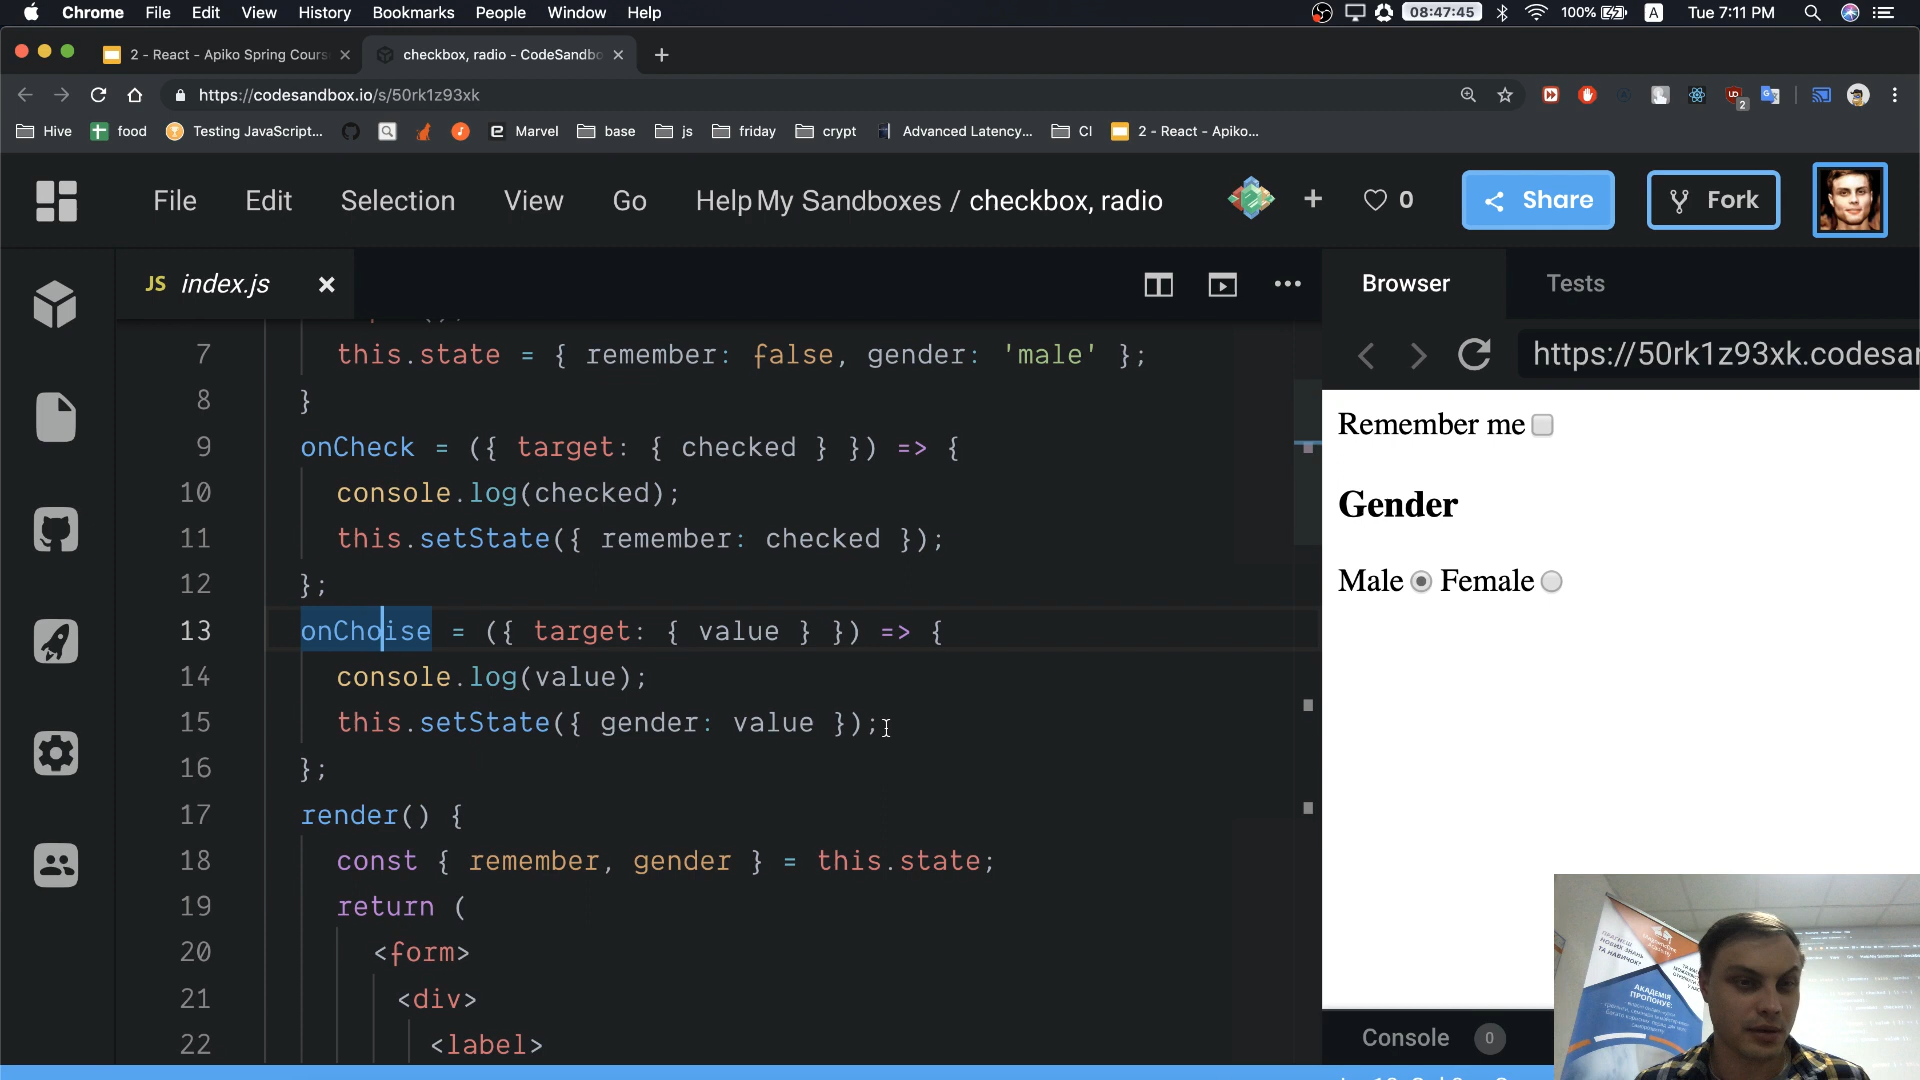 Chrome File Edit View History Bookmarks People Window Help 08:47:45 100% A Tue 7:11 PM
2 - React - Apiko Spring Cours
checkbox, radio - CodeSandbo
https://codesandbox.io/s/50rk1z93xk
2
Hive food Testing JavaScript... Marvel base js friday crypt Advanced Latency,... CI 2 - React - Apiko...
File Edit Selection View Go Help My Sandboxes / checkbox, radio 0 Share Fork
JS index.js
Browser Tests
https://50rk1z93xk.codesar
7 this.state = { remember: false, gender: 'male' };
8 }
9 onCheck = ({ target: { checked } }) => {
10 console.log(checked);
11 this.setState({ remember: checked });
12 };
13 onChoise = ({ target: { value } }) => {
14 console.log(value);
15 this.setState({ gender: value });
16 };
17 render() {
18 const { remember, gender } = this.state;
19 return (
20 <form>
21 <div>
22 <label>
Remember me
Gender
Male Female
Console 0
АКАДЕМІЯ
ПРОПОНУЄ: